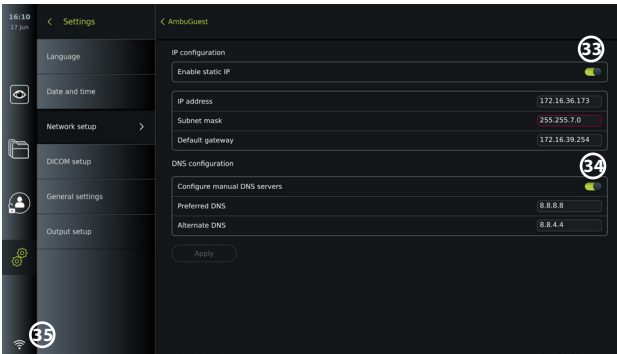 16:10
17 Jun
Settings
AmbuGuest
Language
Date and time
Network setup
DICOM setup
General settings
Output setup
IP configuration
33
Enable static IP
IP address 172.16.36.173
Subnet mask 255.255.7.0
Default gateway 172.16.39.254
DNS configuration
34
Configure manual DNS servers
Preferred DNS 8.8.8.8
Alternate DNS 8.8.4.4
Apply
35